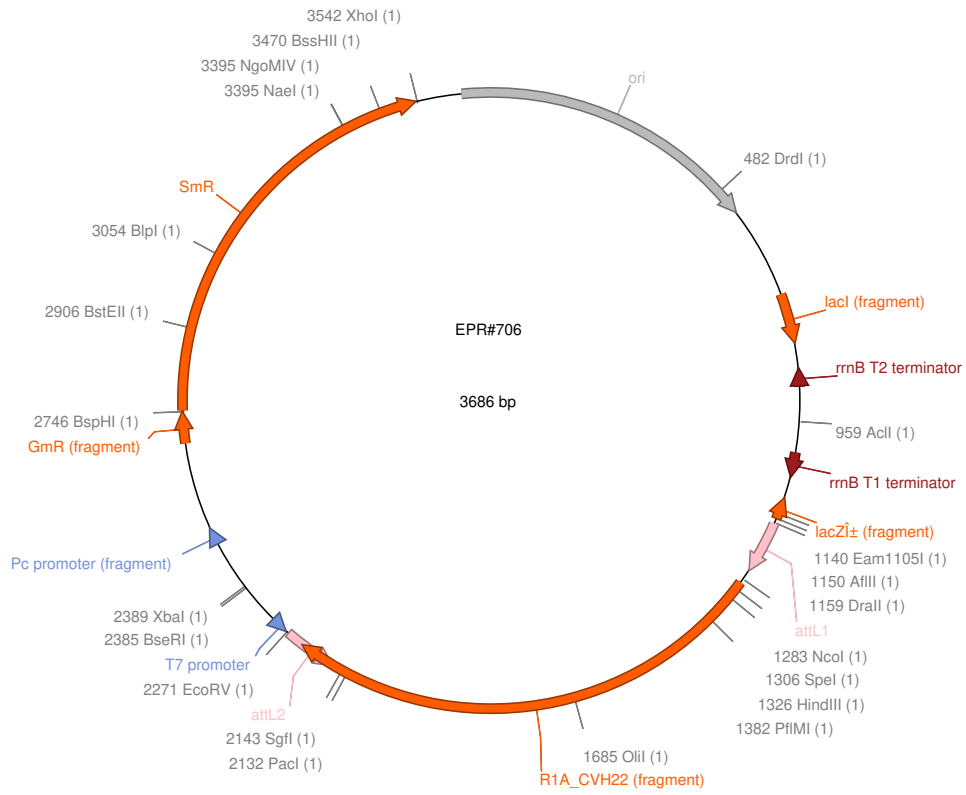 3542 XhoI (1)
3470 BssHII (1)
3395 NgoMIV (1)
3395 NaeI (1)
ori
482 DrdI (1)
SmR
3054 BlpI (1)
2906 BstEII (1)
2746 BspHI (1)
GmR (fragment)
EPR#706
3686 bp
lacI (fragment)
rrnB T2 terminator
959 AclI (1)
rrnB T1 terminator
lacZÎ± (fragment)
1140 Eam1105I (1)
1150 AflII (1)
1159 DraII (1)
attL1
1283 NcoI (1)
1306 SpeI (1)
1326 HindIII (1)
1382 PflMI (1)
Pc promoter (fragment)
2389 XbaI (1)
2385 BseRI (1)
T7 promoter
2271 EcoRV (1)
attL2
2143 SgfI (1)
2132 PacI (1)
1685 OliI (1)
R1A_CVH22 (fragment)